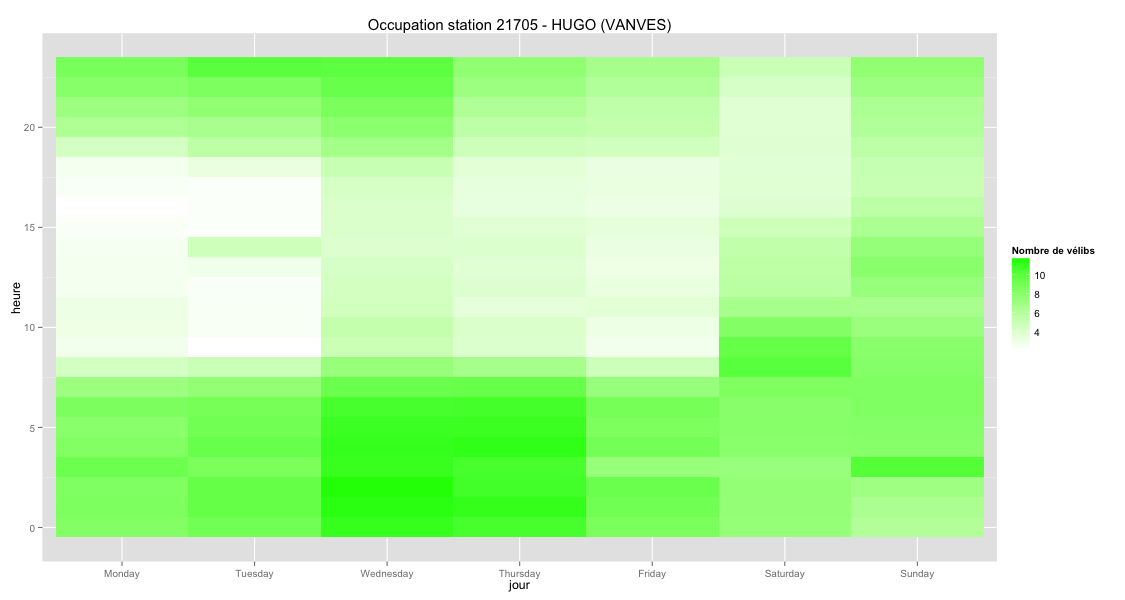 Occupation station 21705 - HUGO (VANVES)
heure
20
15
10
5
0
Monday Tuesday Wednesday Thursday Friday Saturday Sunday
jour
Nombre de vélibs
10
8
6
4